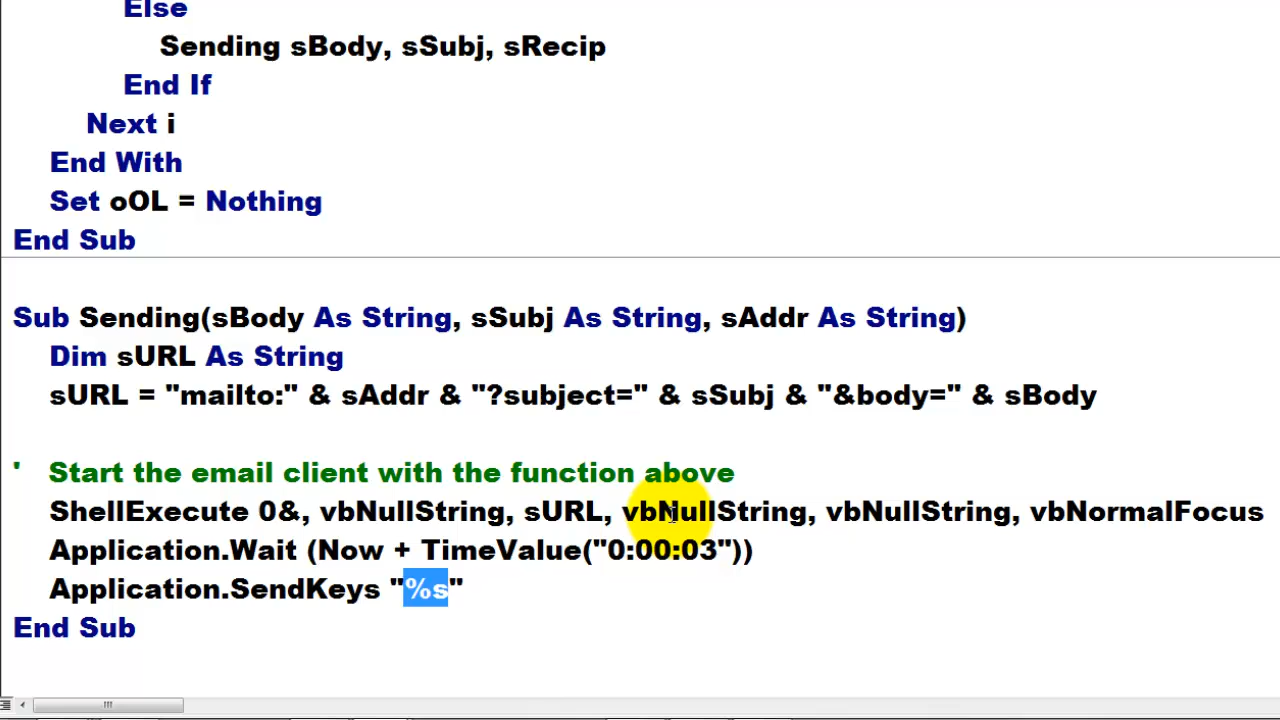 Else
Sending sBody, sSubj, sRecip
End If
Next i
End With
Set oOL = Nothing
End Sub
Sub Sending(sBody As String, sSubj As String, sAddr As String)
Dim sURL As String
sURL = "mailto:" & sAddr & "?subject=" & sSubj & "&body=" & sBody
' Start the email client with the function above
ShellExecute 0&, vbNullString, sURL, vbNullString, vbNullString, vbNormalFocus
Application.Wait (Now + TimeValue("0:00:03"))
Application.SendKeys "%s"
End Sub